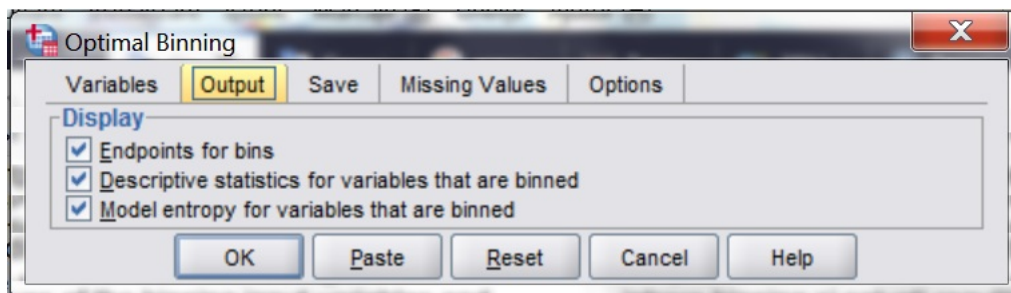 Optimal Binning
Variables Output Save Missing Values Options
Display
Endpoints for bins
Descriptive statistics for variables that are binned
Model entropy for variables that are binned
OK Paste Reset Cancel Help